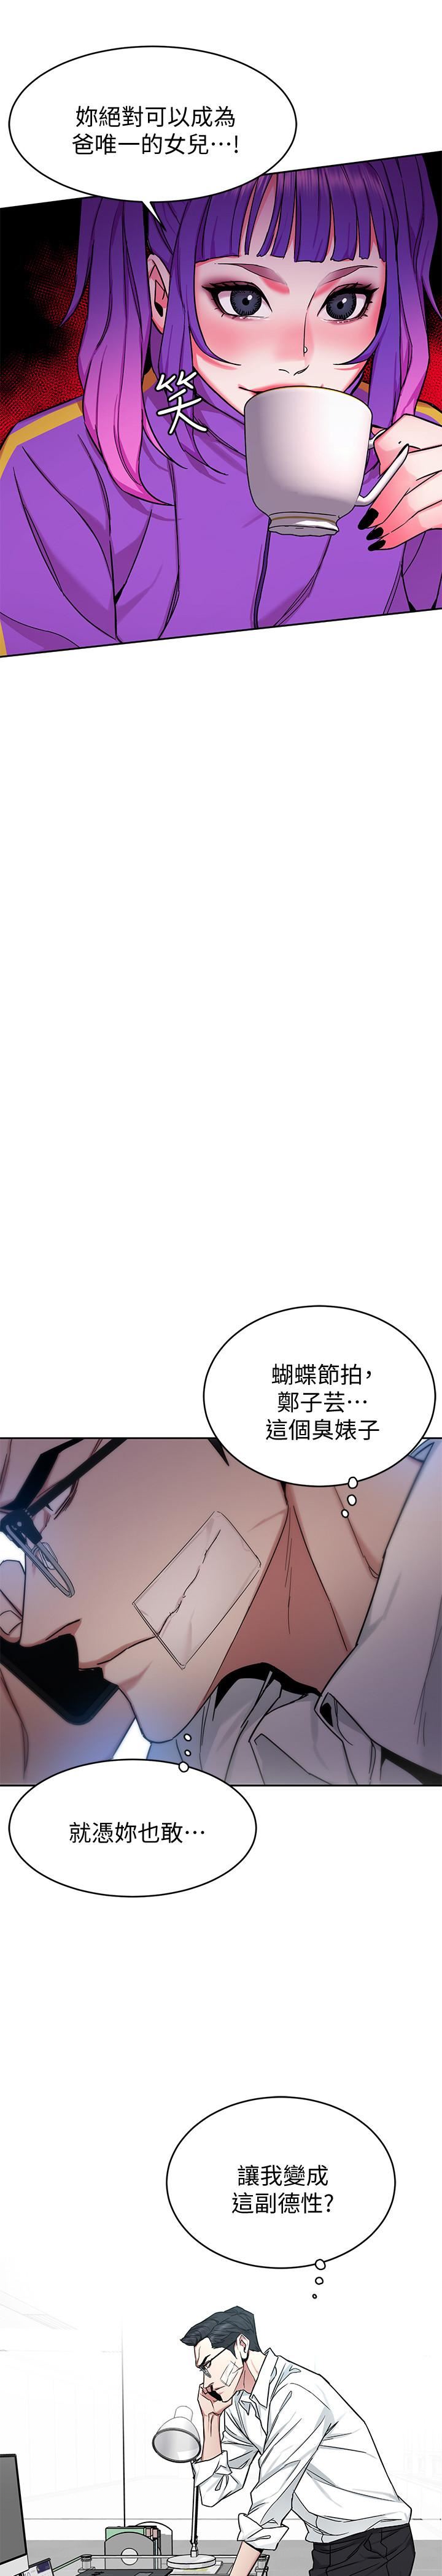 妳絕對可以成為
爸唯一的女兒⋯!
笑
蝴蝶節拍,
鄭子芸⋯
這個臭婊子
就憑妳也敢⋯
讓我變成
這副德性?